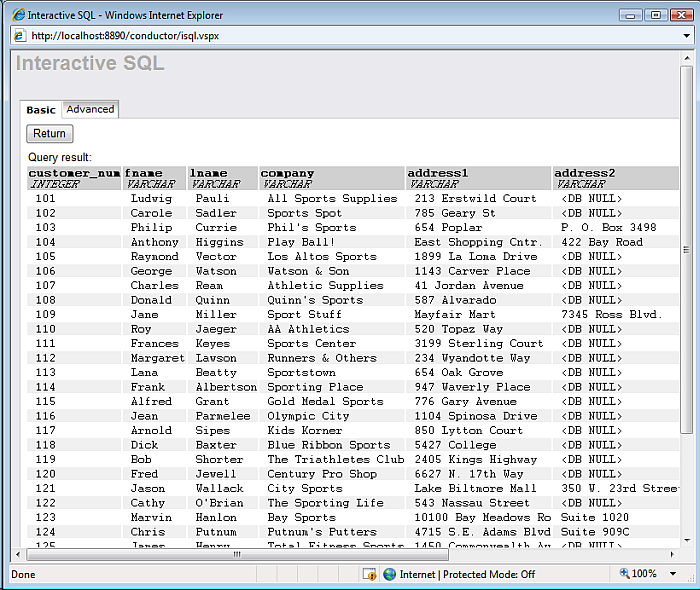 Interactive SQL - Windows Internet Explorer
http://localhost:8890/conductor/isql.vspx
Interactive SQL
Basic Advanced
Return
Query result:
customer_num fname lname company address1 address2
INTEGER VARCHAR VARCHAR VARCHAR VARCHAR VARCHAR
101 Ludwig Pauli All Sports Supplies 213 Erstwild Court <DB NULL>
102 Carole Sadler Sports Spot 785 Geary St <DB NULL>
103 Philip Currie Phil's Sports 654 Poplar P. O. Box 3498
104 Anthony Higgins Play Ball! East Shopping Cntr. 422 Bay Road
105 Raymond Vector Los Altos Sports 1899 La Loma Drive <DB NULL>
106 George Watson Watson & Son 1143 Carver Place <DB NULL>
107 Charles Ream Athletic Supplies 41 Jordan Avenue <DB NULL>
108 Donald Quinn Quinn's Sports 587 Alvarado <DB NULL>
109 Jane Miller Sport Stuff Mayfair Mart 7345 Ross Blvd.
110 Roy Jaeger AA Athletics 520 Topaz Way <DB NULL>
111 Frances Keyes Sports Center 3199 Sterling Court <DB NULL>
112 Margaret Lawson Runners & Others 234 Wyandotte Way <DB NULL>
113 Lana Beatty Sportstown 654 Oak Grove <DB NULL>
114 Frank Albertson Sporting Place 947 Waverly Place <DB NULL>
115 Alfred Grant Gold Medal Sports 776 Gary Avenue <DB NULL>
116 Jean Parmelee Olympic City 1104 Spinosa Drive <DB NULL>
117 Arnold Sipes Kids Korner 850 Lytton Court <DB NULL>
118 Dick Baxter Blue Ribbon Sports 5427 College <DB NULL>
119 Bob Shorter The Triathletes Club 2405 Kings Highway <DB NULL>
120 Fred Jewell Century Pro Shop 6627 N. 17th Way <DB NULL>
121 Jason Wallack City Sports Lake Biltmore Mall 350 W. 23rd Stree
122 Cathy O'Brian The Sporting Life 543 Nassau Street <DB NULL>
123 Marvin Hanlon Bay Sports 10100 Bay Meadows Ro Suite 1020
124 Chris Putnum Putnum's Putters 4715 S.E. Adams Blvd Suite 909C
125 James Henry Total Fitness Sports 1450 Commonwealth Av <DB NULL>
Done Internet | Protected Mode: Off 100%